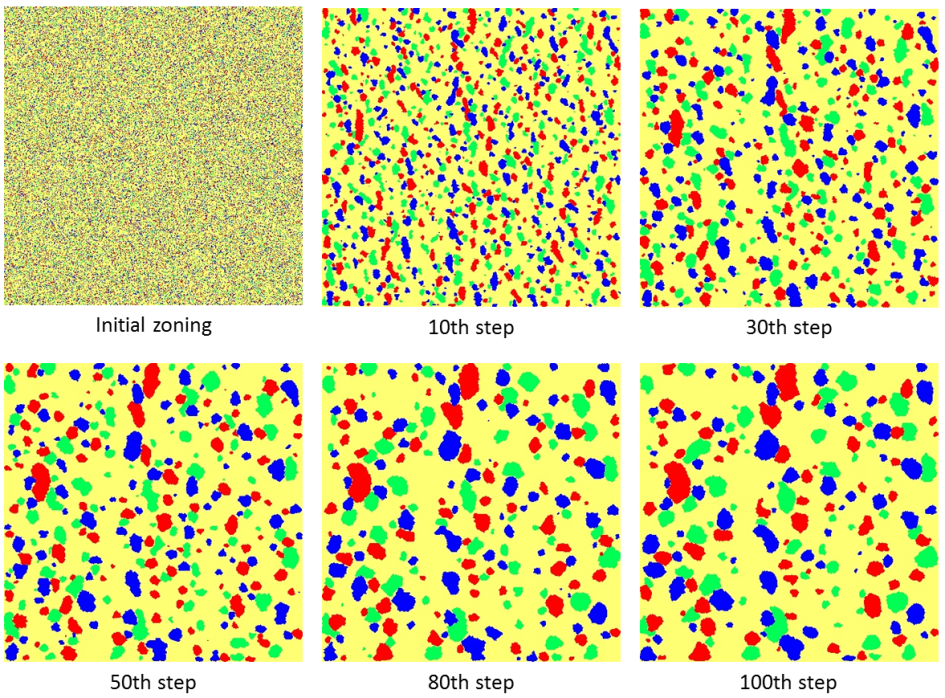 Initial zoning
10th step
30th step
50th step
80th step
100th step